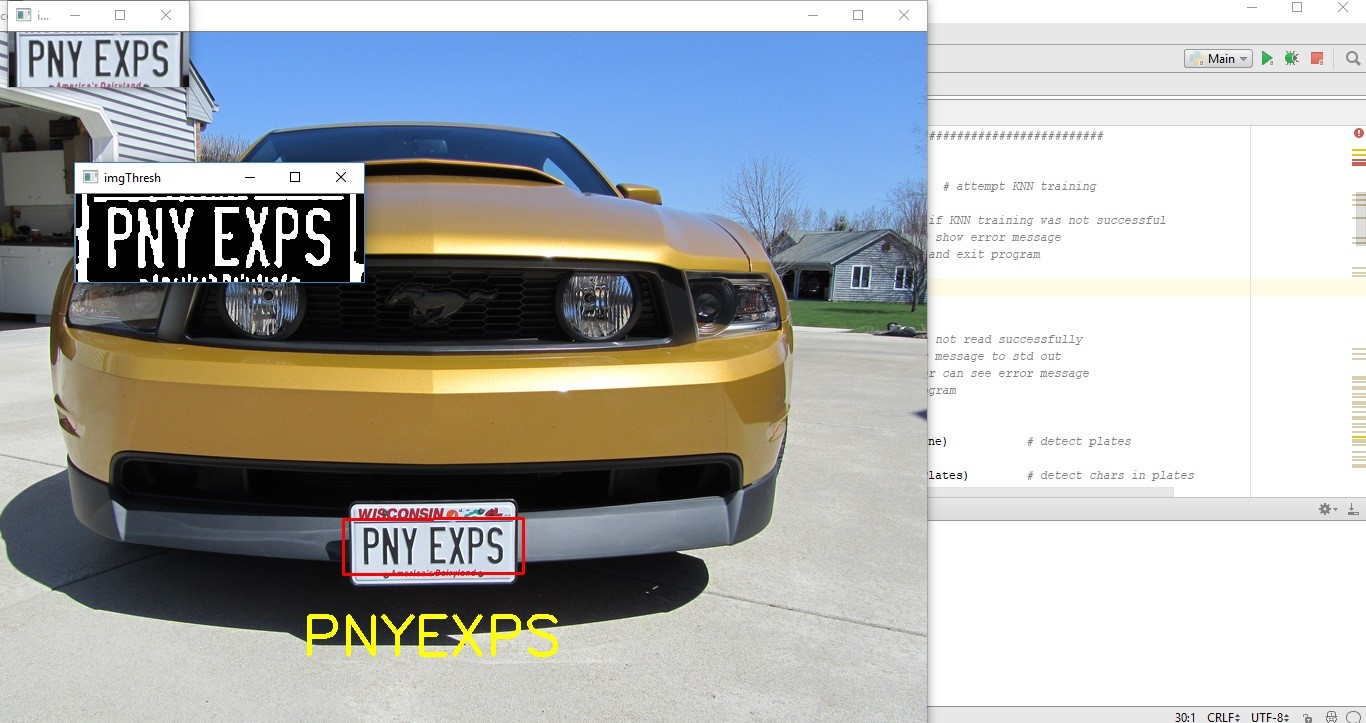 i...
PNY EXPS
America's Dairyland
imgThresh
PNY EXPS
WISCONSIN
PNY EXPS
America's Dairyland
PNYEXPS
Main
#########################
# attempt KNN training
if KNN training was not successful
show error message
and exit program
not read successfully
message to std out
r can see error message
gram
ne) # detect plates
lates) # detect chars in plates
30:1 CRLF UTF-8